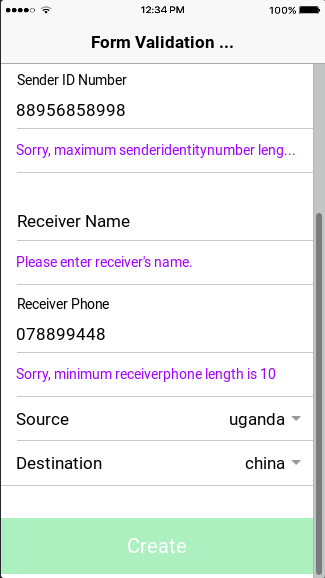 12:34 PM
100%
Form Validation ...
Sender ID Number
88956858998
Sorry, maximum senderidentitynumber leng...
Receiver Name
Please enter receiver's name.
Receiver Phone
078899448
Sorry, minimum receiverphone length is 10
Source uganda
Destination china
Create